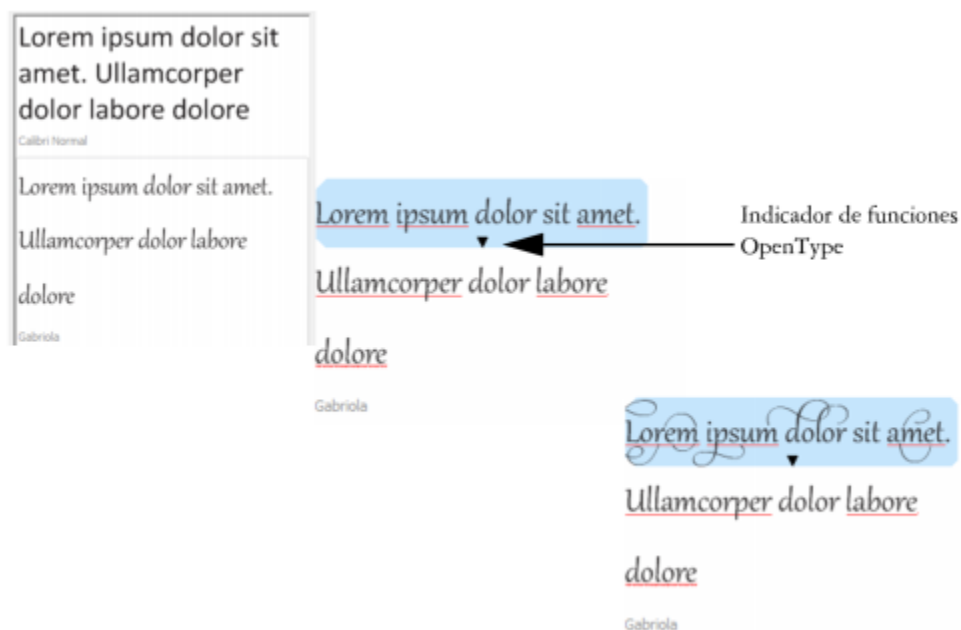 Lorem ipsum dolor sit
amet. Ullamcorper
dolor labore dolore
Calibri Normal
Lorem ipsum dolor sit amet.
Ullamcorper dolor labore
dolore
Gabriola
Lorem ipsum dolor sit amet.
Ullamcorper dolor labore
dolore
Gabriola
Indicador de funciones
OpenType
Lorem ipsum dolor sit amet.
Ullamcorper dolor labore
dolore
Gabriola